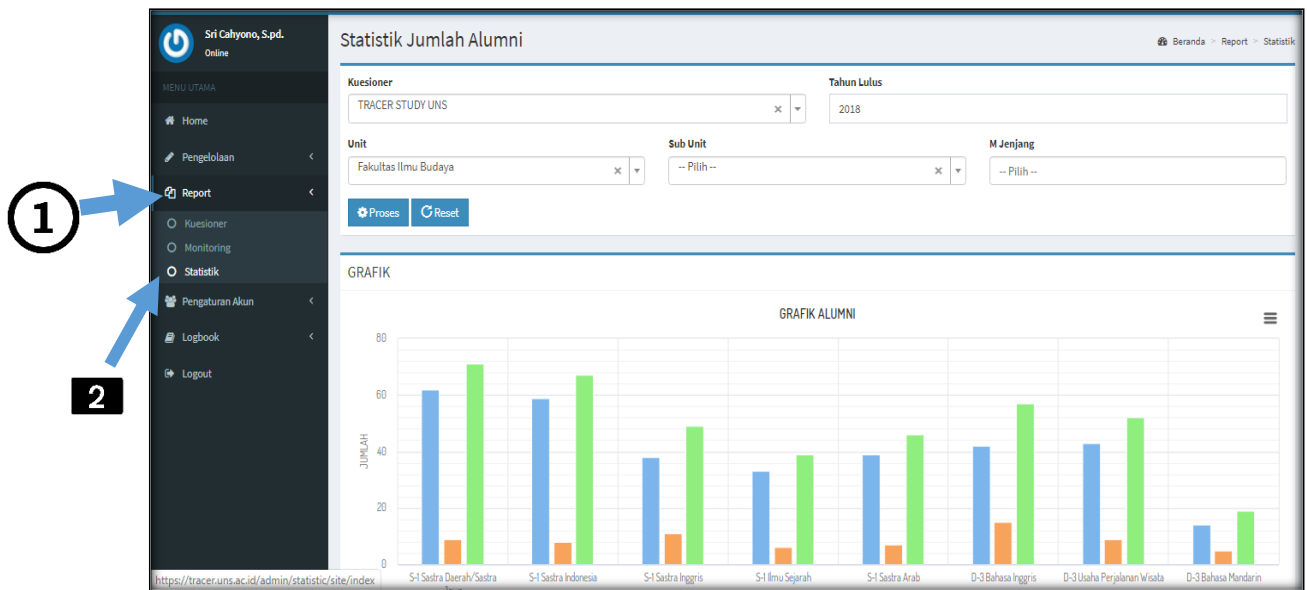 Sri Cahyono, S.pd.
Online
MENU UTAMA
Home
Pengelolaan
Report
Kuesioner
Monitoring
Statistik
Pengaturan Akun
Logbook
Logout
1
2
Statistik Jumlah Alumni
Beranda > Report > Statistik
Kuesioner
TRACER STUDY UNS
Tahun Lulus
2018
Unit
Fakultas Ilmu Budaya
Sub Unit
-- Pilih --
M Jenjang
-- Pilih --
Proses
Reset
GRAFIK
GRAFIK ALUMNI
JUMLAH
80
60
40
20
0
S-1 Sastra Daerah/Sastra
S-1 Sastra Indonesia
S-1 Sastra Inggris
S-1 Ilmu Sejarah
S-1 Sastra Arab
D-3 Bahasa Inggris
D-3 Usaha Perjalanan Wisata
D-3 Bahasa Mandarin
https://tracer.uns.ac.id/admin/statistic/site/index